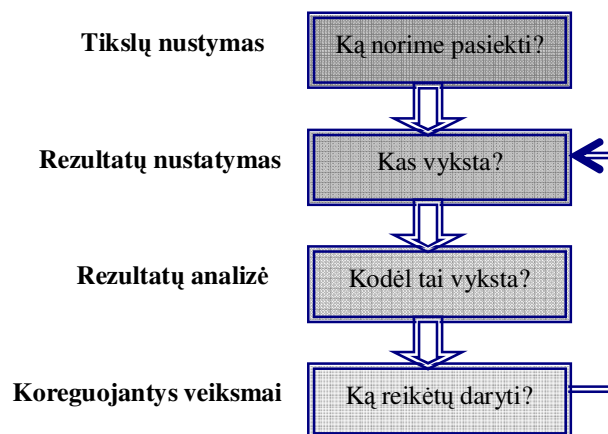 Tikslų nustymas
Ką norime pasiekti?
Rezultatų nustatymas
Kas vyksta?
Rezultatų analizė
Kodėl tai vyksta?
Koreguojantys veiksmai
Ką reikėtų daryti?